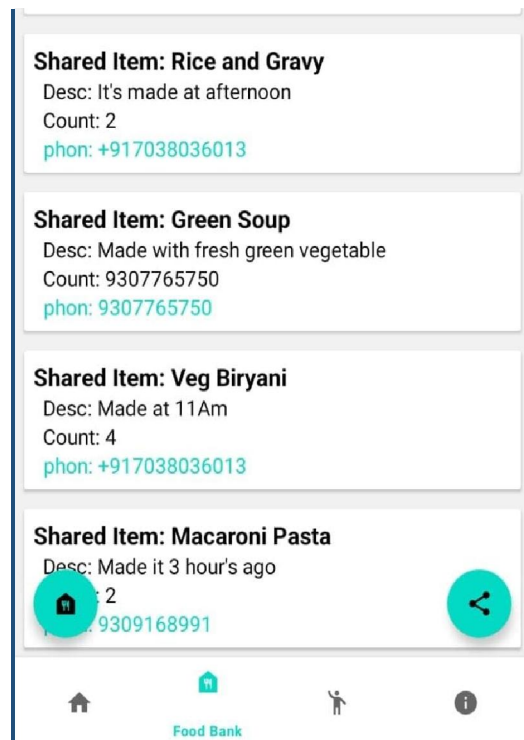 Shared Item: Rice and Gravy
Desc: It's made at afternoon
Count: 2
phon: +917038036013
Shared Item: Green Soup
Desc: Made with fresh green vegetable
Count: 9307765750
phon: 9307765750
Shared Item: Veg Biryani
Desc: Made at 11Am
Count: 4
phon: +917038036013
Shared Item: Macaroni Pasta
Desc: Made it 3 hour's ago
: 2
9309168991
Food Bank